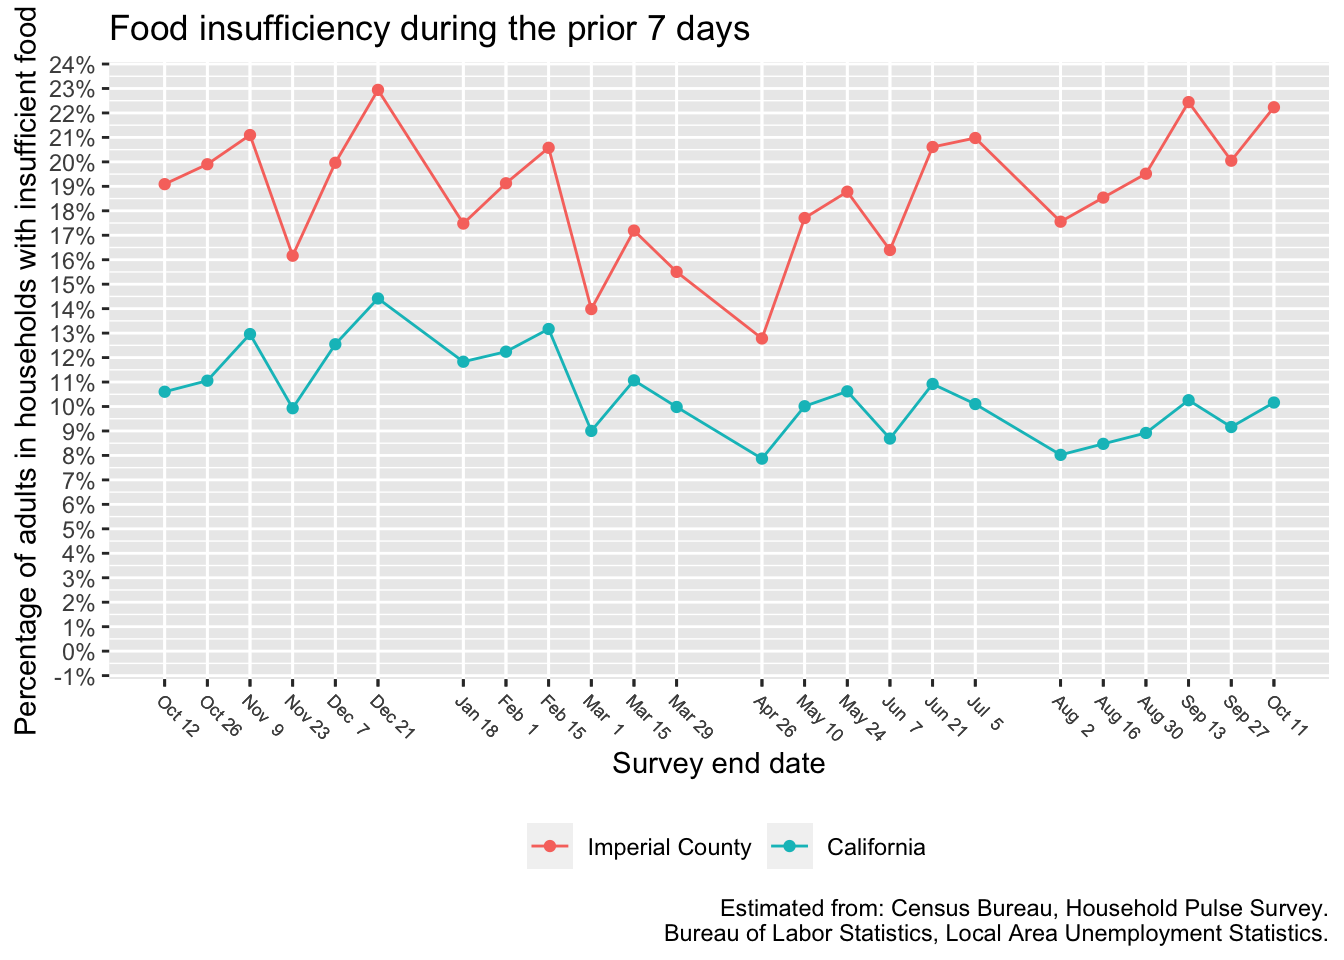 Food insufficiency during the prior 7 days
Percentage of adults in households with insufficient food
24%
23%
22%
21%
20%
19%
18%
17%
16%
15%
14%
13%
12%
11%
10%
9%
8%
7%
6%
5%
4%
3%
2%
1%
0%
-1%
Oct 12
Oct 26
Nov 9
Nov 23
Dec 7
Dec 21
Jan 18
Feb 1
Feb 15
Mar 1
Mar 15
Mar 29
Apr 26
May 10
May 24
Jun 7
Jun 21
Jul 5
Aug 2
Aug 16
Aug 30
Sep 13
Sep 27
Oct 11
Survey end date
Imperial County
California
Estimated from: Census Bureau, Household Pulse Survey.
Bureau of Labor Statistics, Local Area Unemployment Statistics.